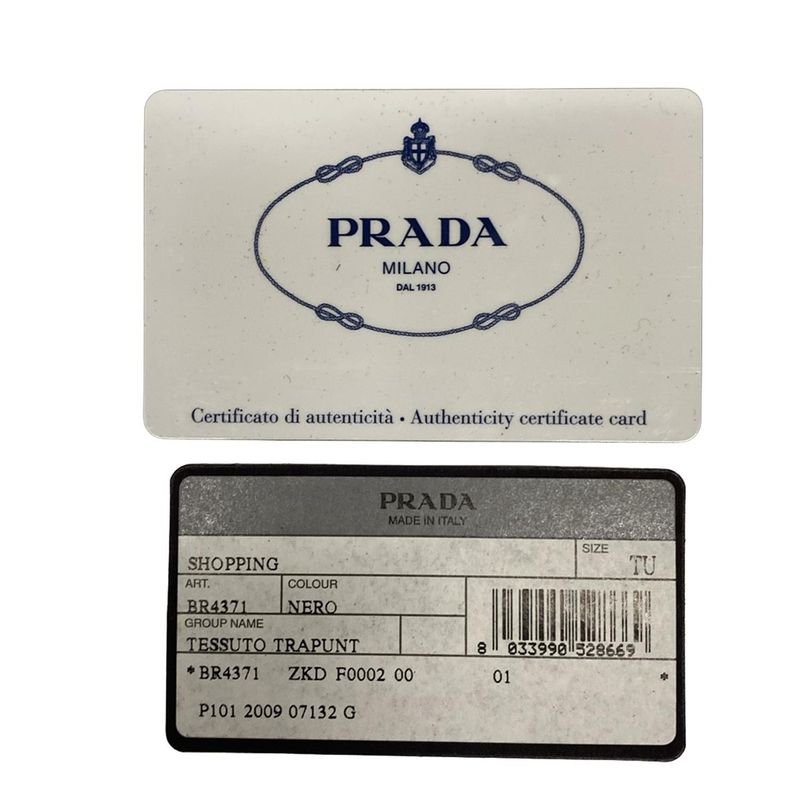 PRADA
MILANO
DAL 1913
Certificato di autenticità • Authenticity certificate card
PRADA
MADE IN ITALY
SHOPPING
SIZE
TU
ART.
COLOUR
BR4371 NERO
GROUP NAME
TESSUTO TRAPUNT
8 033990 528669
*BR4371 ZKD F0002 00 01 *
P101 2009 07132 G